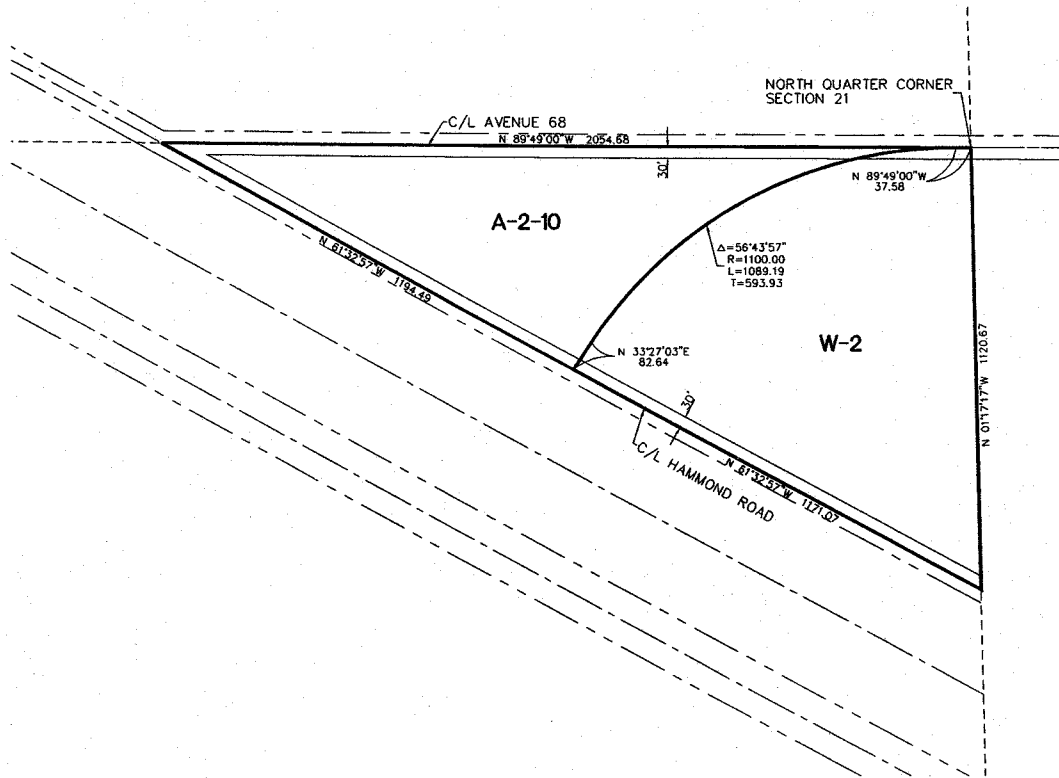 NORTH QUARTER CORNER
SECTION 21
C/L AVENUE 68
N 89°49'00"W 2054.68
30'
N 89°49'00"W
37.58
A-2-10
Δ=56°43'57"
R=1100.00
L=1089.19
T=593.93
N 61°32'57"W 1194.49
W-2
N 33°27'03"E
82.64
N 01°17'17"W 1120.67
30'
C/L HAMMOND ROAD
N 61°32'57"W 1171.07